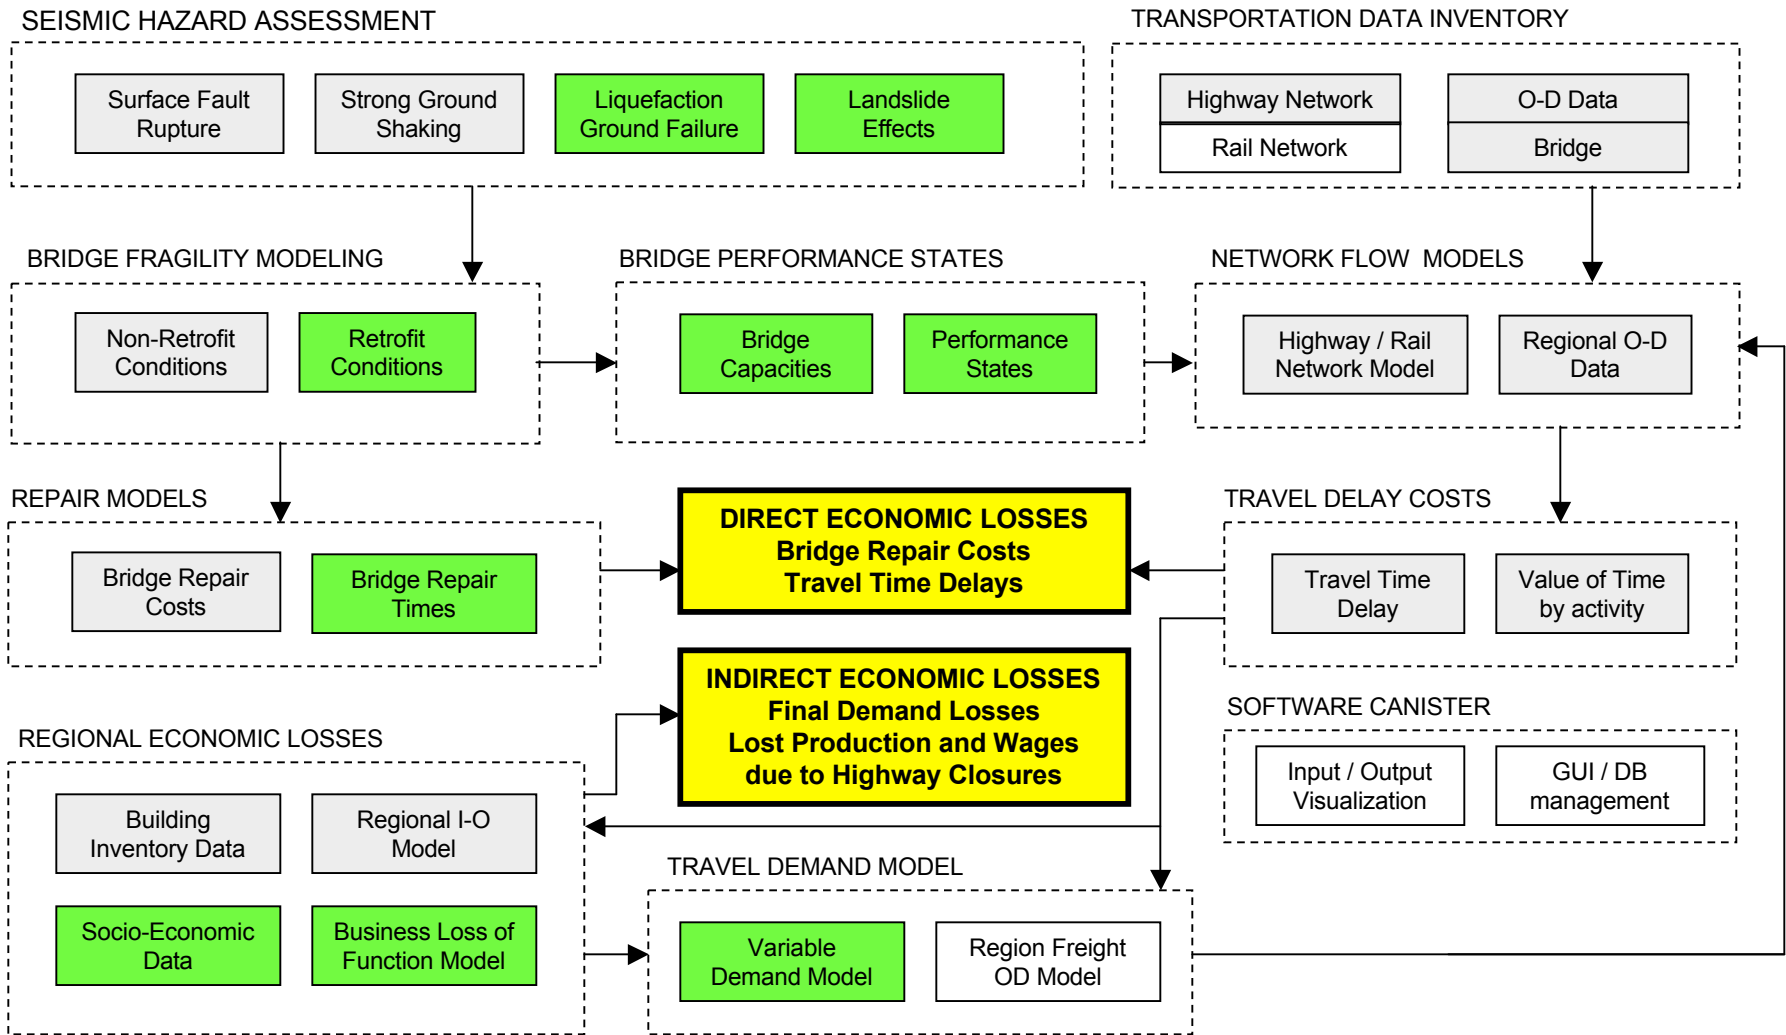 SEISMIC HAZARD ASSESSMENT
Surface Fault
Rupture
Strong Ground
Shaking
Liquefaction
Ground Failure
Landslide
Effects
TRANSPORTATION DATA INVENTORY
Highway Network
Rail Network
O-D Data
Bridge
BRIDGE FRAGILITY MODELING
Non-Retrofit
Conditions
Retrofit
Conditions
BRIDGE PERFORMANCE STATES
Bridge
Capacities
Performance
States
NETWORK FLOW MODELS
Highway / Rail
Network Model
Regional O-D
Data
REPAIR MODELS
Bridge Repair
Costs
Bridge Repair
Times
DIRECT ECONOMIC LOSSES
Bridge Repair Costs
Travel Time Delays
TRAVEL DELAY COSTS
Travel Time
Delay
Value of Time
by activity
INDIRECT ECONOMIC LOSSES
Final Demand Losses
Lost Production and Wages
due to Highway Closures
SOFTWARE CANISTER
Input / Output
Visualization
GUI / DB
management
REGIONAL ECONOMIC LOSSES
Building
Inventory Data
Regional I-O
Model
Socio-Economic
Data
Business Loss of
Function Model
TRAVEL DEMAND MODEL
Variable
Demand Model
Region Freight
OD Model